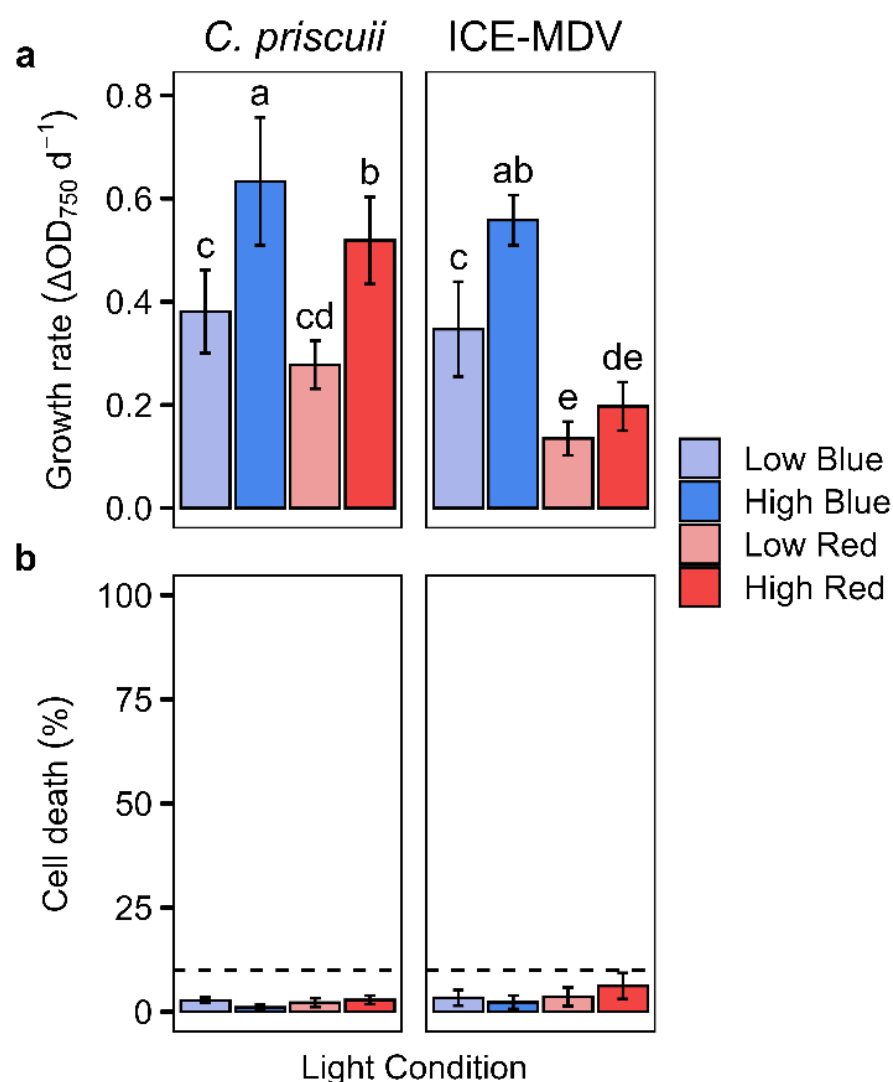 C. priscuii ICE-MDV
a
Growth rate (ΔOD750 d−1)
0.8
0.6
0.4
0.2
0.0
c
a
cd
b
c
ab
e
de
Low Blue
High Blue
Low Red
High Red
b
Cell death (%)
100
75
50
25
0
Light Condition